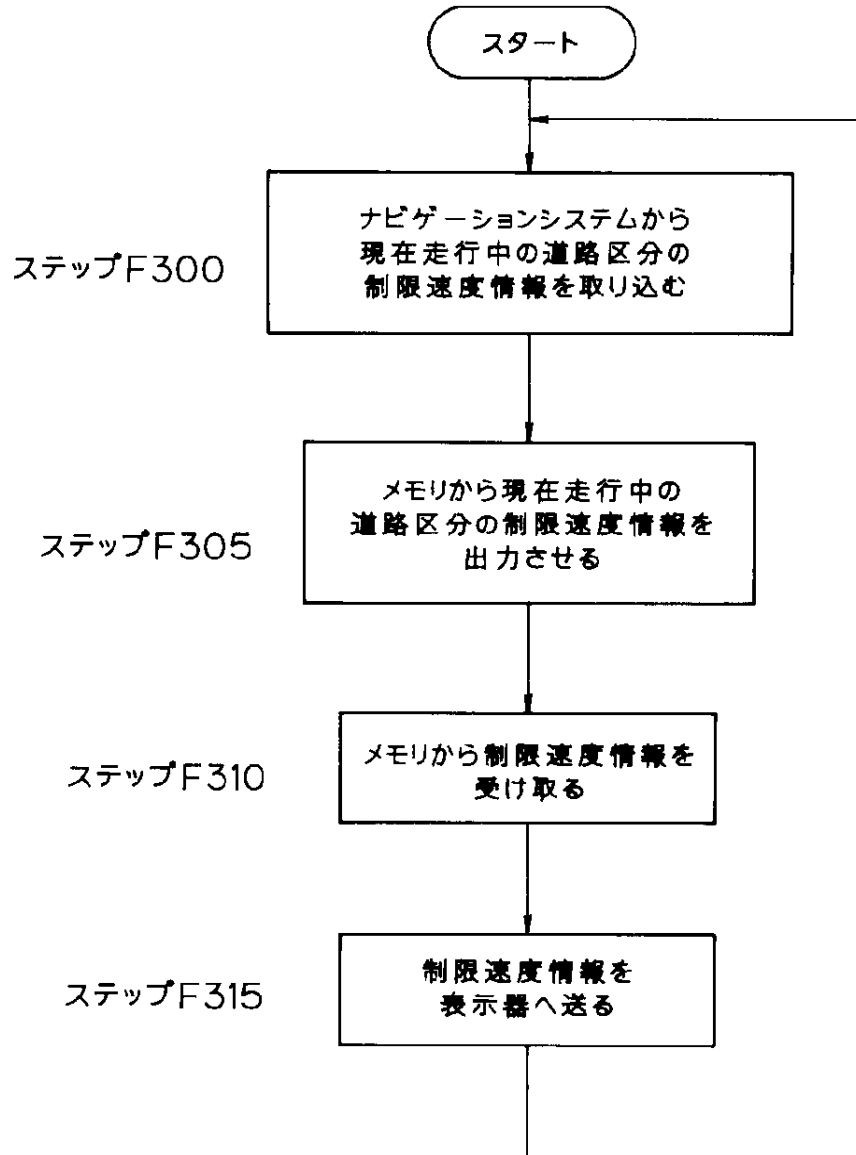 スタート
ナビゲーションシステムから
現在走行中の道路区分の
制限速度情報を取り込む
ステップF300
メモリから現在走行中の
道路区分の制限速度情報を
出力させる
ステップF305
メモリから制限速度情報を
受け取る
ステップF310
制限速度情報を
表示器へ送る
ステップF315